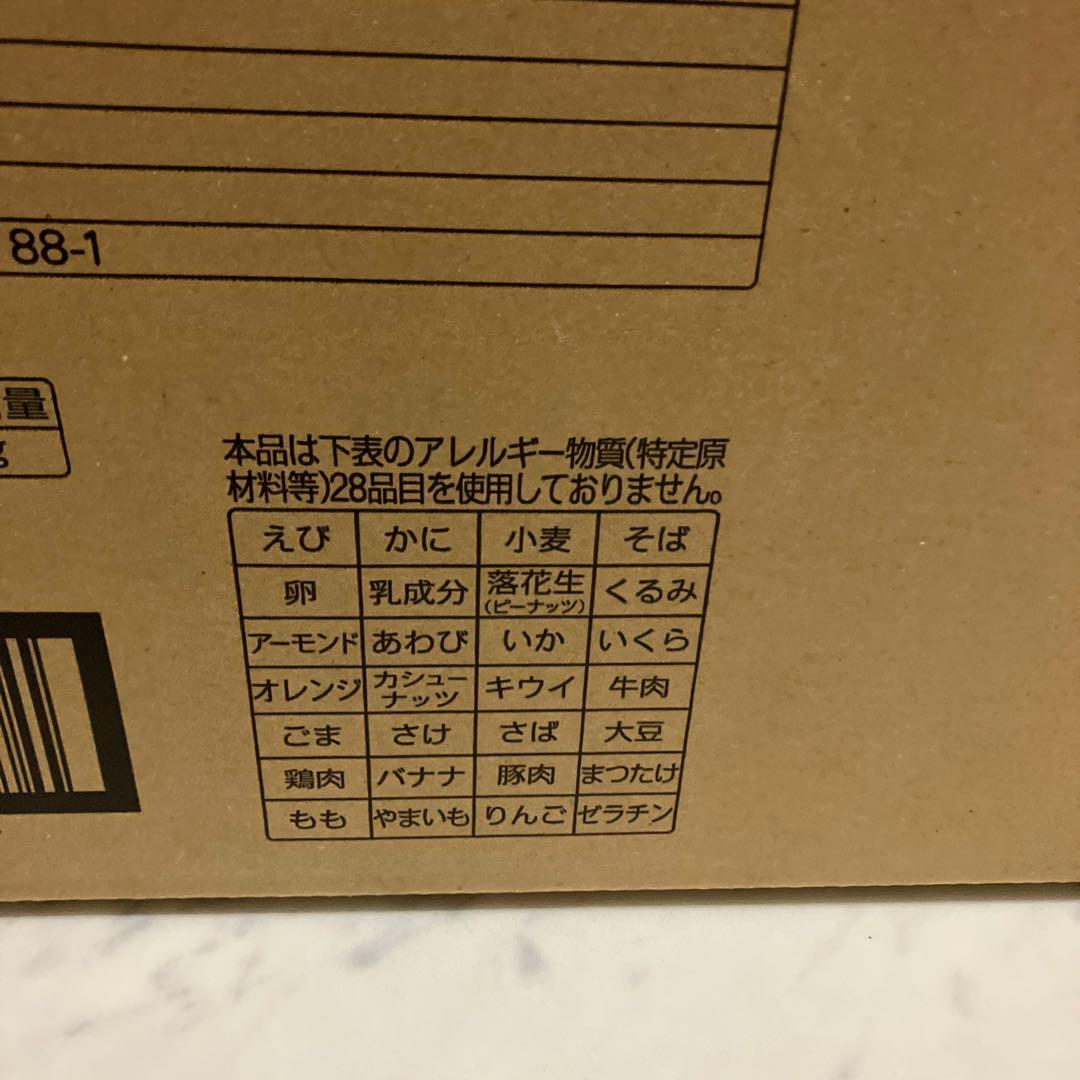 88-1
量
g
本品は下表のアレルギー物質(特定原
材料等)28品目を使用しておりません。
えび かに 小麦 そば
卵 乳成分 落花生(ピーナッツ) くるみ
アーモンド あわび いか いくら
オレンジ カシューナッツ キウイ 牛肉
ごま さけ さば 大豆
鶏肉 バナナ 豚肉 まつたけ
もも やまいも りんご ゼラチン